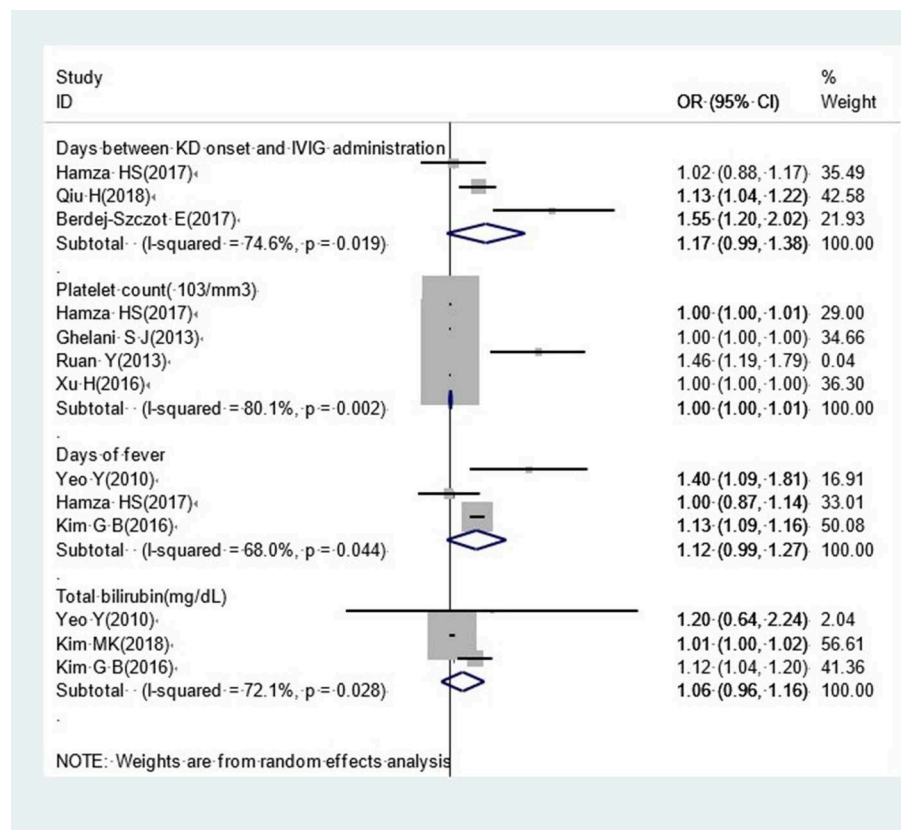 Study %
ID OR (95% CI) Weight
Days between KD onset and IVIG administration
Hamza HS(2017) 1.02 (0.88, 1.17) 35.49
Qiu H(2018) 1.13 (1.04, 1.22) 42.58
Berdej-Szczot E(2017) 1.55 (1.20, 2.02) 21.93
Subtotal (I-squared = 74.6%, p = 0.019) 1.17 (0.99, 1.38) 100.00
.
Platelet count( 103/mm3)
Hamza HS(2017) 1.00 (1.00, 1.01) 29.00
Ghelani S J(2013) 1.00 (1.00, 1.00) 34.66
Ruan Y(2013) 1.46 (1.19, 1.79) 0.04
Xu H(2016) 1.00 (1.00, 1.00) 36.30
Subtotal (I-squared = 80.1%, p = 0.002) 1.00 (1.00, 1.01) 100.00
.
Days of fever
Yeo Y(2010) 1.40 (1.09, 1.81) 16.91
Hamza HS(2017) 1.00 (0.87, 1.14) 33.01
Kim G B(2016) 1.13 (1.09, 1.16) 50.08
Subtotal (I-squared = 68.0%, p = 0.044) 1.12 (0.99, 1.27) 100.00
.
Total bilirubin(mg/dL)
Yeo Y(2010) 1.20 (0.64, 2.24) 2.04
Kim MK(2018) 1.01 (1.00, 1.02) 56.61
Kim G B(2016) 1.12 (1.04, 1.20) 41.36
Subtotal (I-squared = 72.1%, p = 0.028) 1.06 (0.96, 1.16) 100.00
.
NOTE: Weights are from random effects analysis